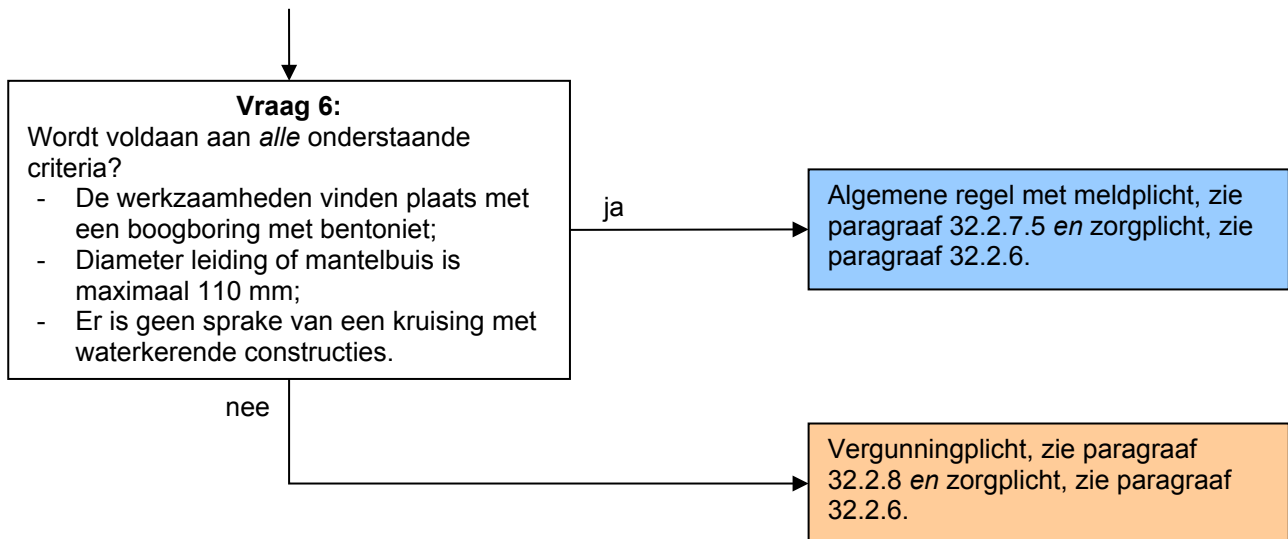 Vraag 6:
Wordt voldaan aan alle onderstaande
criteria?
- De werkzaamheden vinden plaats met
een boogboring met bentoniet;
- Diameter leiding of mantelbuis is
maximaal 110 mm;
- Er is geen sprake van een kruising met
waterkerende constructies.
ja
Algemene regel met meldplicht, zie
paragraaf 32.2.7.5 en zorgplicht, zie
paragraaf 32.2.6.
nee
Vergunningplicht, zie paragraaf
32.2.8 en zorgplicht, zie paragraaf
32.2.6.